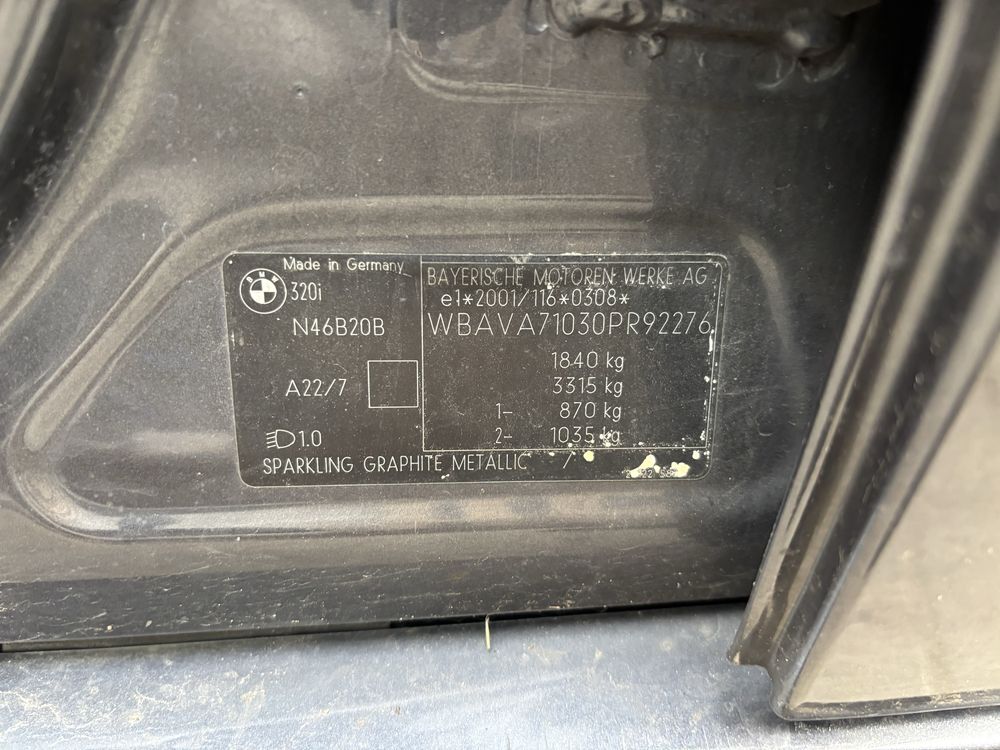 Made in Germany
BMW
320i
N46B20B
A22/7
1.0
SPARKLING GRAPHITE METALLIC /
BAYERISCHE MOTOREN WERKE AG
e1*2001/116*0308*
WBAVA71030PR92276
1840 kg
3315 kg
1- 870 kg
2- 1035 kg